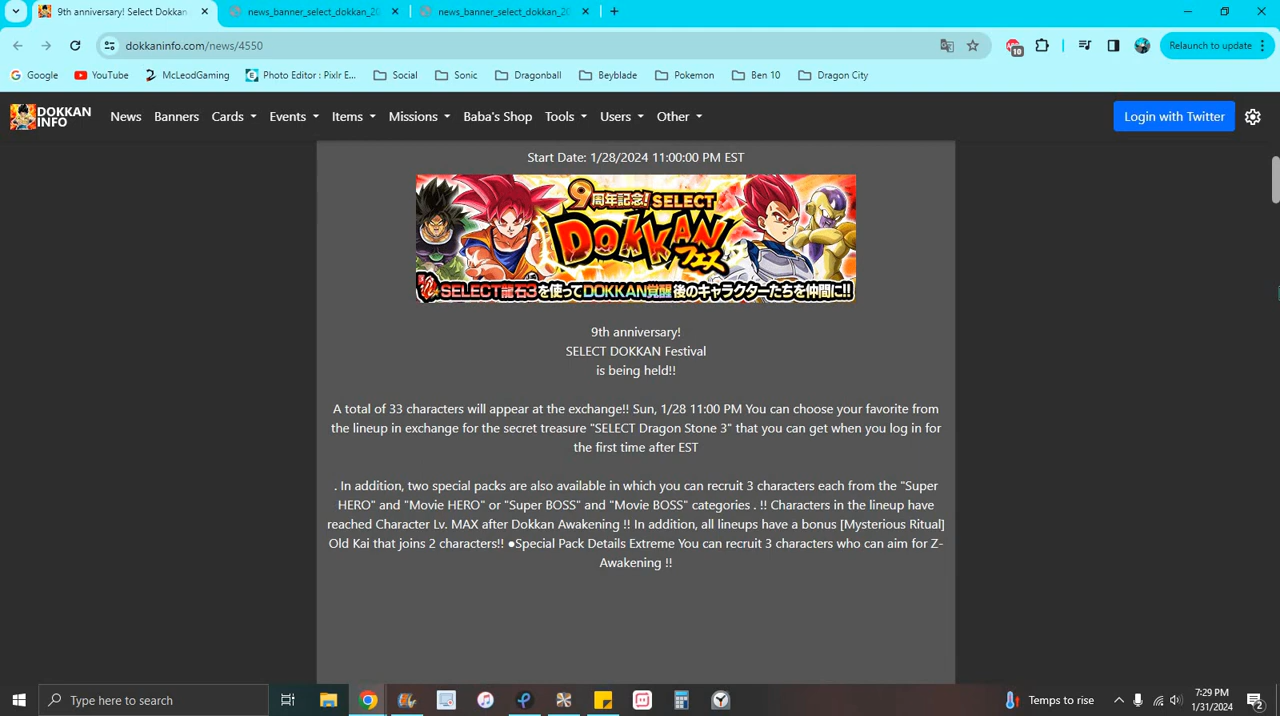 9th anniversary! Select Dokkan
news_banner_select_dokkan_20
news_banner_select_dokkan_20
dokkaninfo.com/news/4550
10
Relaunch to update
Google
YouTube
McLeodGaming
Photo Editor : Pixlr E...
Social
Sonic
Dragonball
Beyblade
Pokemon
Ben 10
Dragon City
DOKKAN INFO
News
Banners
Cards
Events
Items
Missions
Baba's Shop
Tools
Users
Other
Login with Twitter
Start Date: 1/28/2024 11:00:00 PM EST
9周年記念! SELECT
DOKKAN
フェス
SELECT龍石3を使ってDOKKAN覚醒後のキャラクターたちを仲間に!!
9th anniversary!
SELECT DOKKAN Festival
is being held!!
A total of 33 characters will appear at the exchange!! Sun, 1/28 11:00 PM You can choose your favorite from
the lineup in exchange for the secret treasure "SELECT Dragon Stone 3" that you can get when you log in for
the first time after EST
. In addition, two special packs are also available in which you can recruit 3 characters each from the "Super
HERO" and "Movie HERO" or "Super BOSS" and "Movie BOSS" categories . !! Characters in the lineup have
reached Character Lv. MAX after Dokkan Awakening !! In addition, all lineups have a bonus [Mysterious Ritual]
Old Kai that joins 2 characters!! ●Special Pack Details Extreme You can recruit 3 characters who can aim for Z-
Awakening !!
Type here to search
Temps to rise
7:29 PM
1/31/2024
2